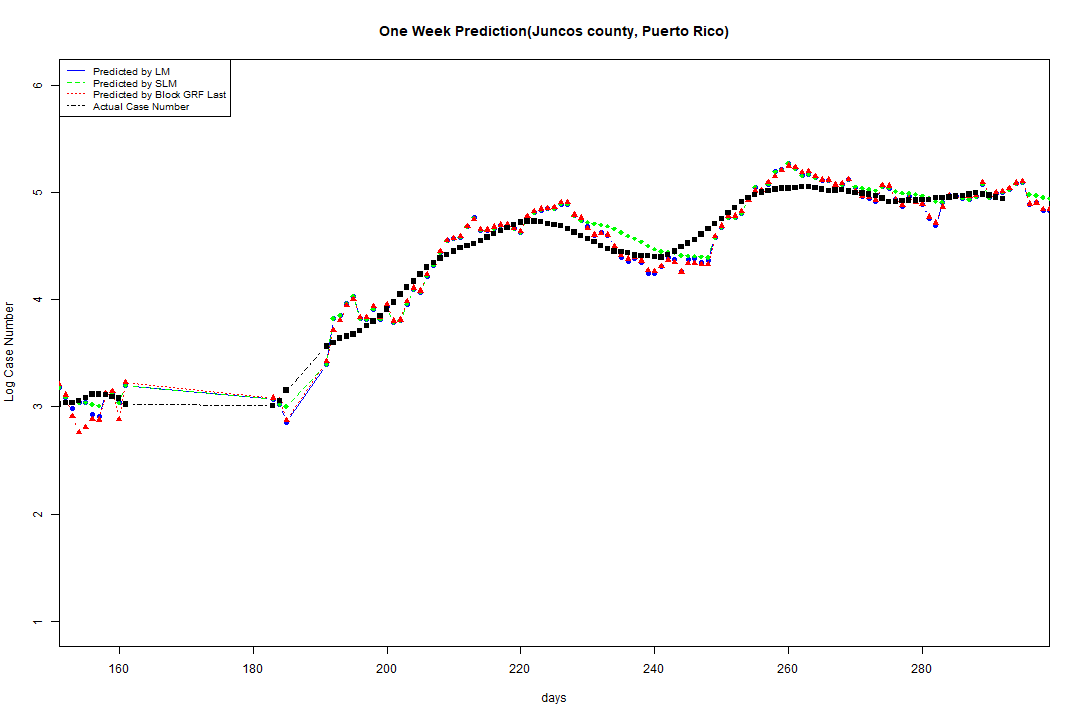 One Week Prediction(Juncos county, Puerto Rico)
Predicted by LM
Predicted by SLM
Predicted by Block GRF Last
Actual Case Number
6
5
4
3
2
1
Log Case Number
160 180 200 220 240 260 280
days